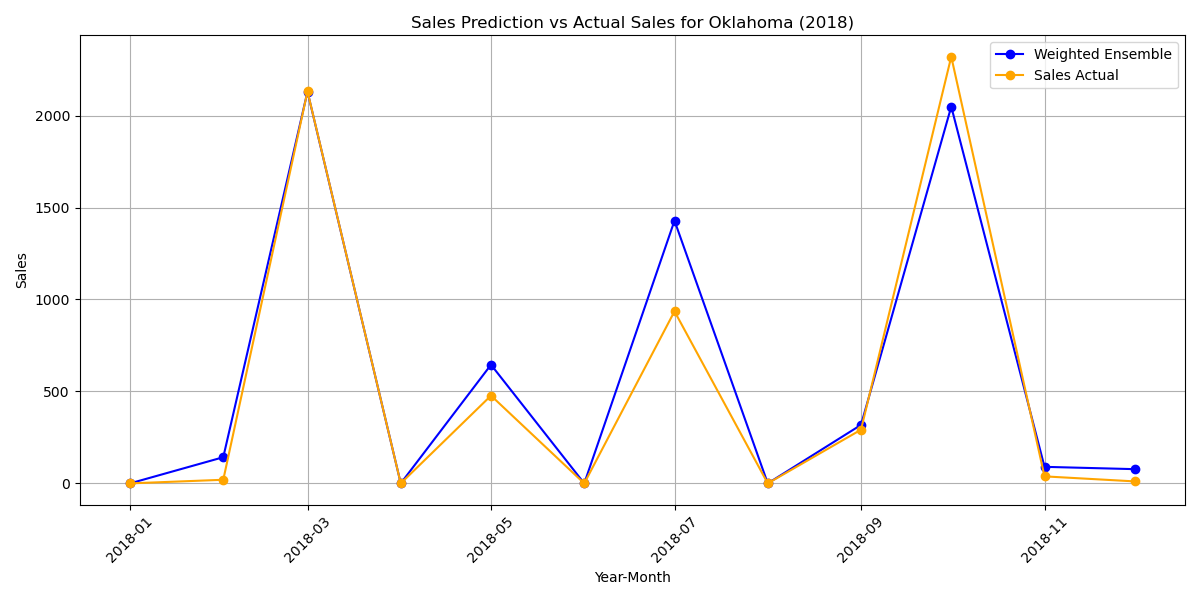 Sales Prediction vs Actual Sales for Oklahoma (2018)
Weighted Ensemble
Sales Actual
Sales
2000
1500
1000
500
0
2018-01
2018-03
2018-05
2018-07
2018-09
2018-11
Year-Month